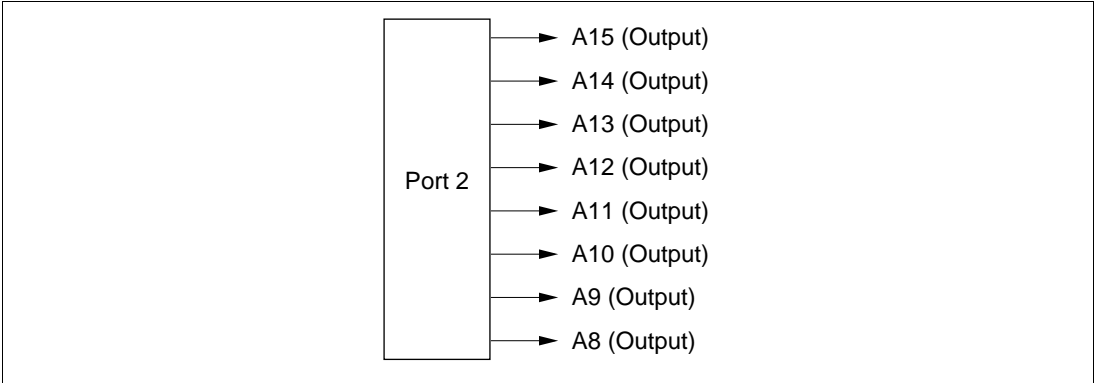 A15 (Output)
A14 (Output)
A13 (Output)
A12 (Output)
Port 2
A11 (Output)
A10 (Output)
A9 (Output)
A8 (Output)